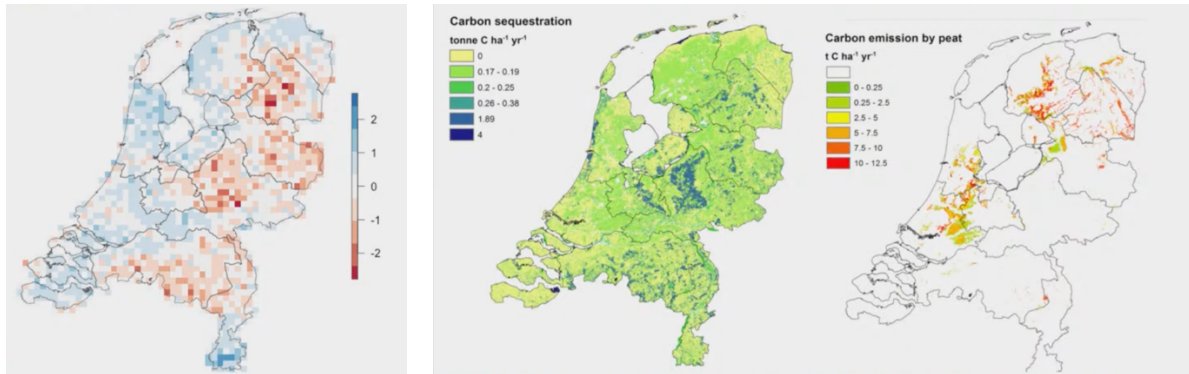 2
1
0
-1
-2
Carbon sequestration
tonne C ha⁻¹ yr⁻¹
0
0.17 - 0.19
0.2 - 0.25
0.26 - 0.38
1.89
4
Carbon emission by peat
t C ha⁻¹ yr⁻¹
0 - 0.25
0.25 - 2.5
2.5 - 5
5 - 7.5
7.5 - 10
10 - 12.5